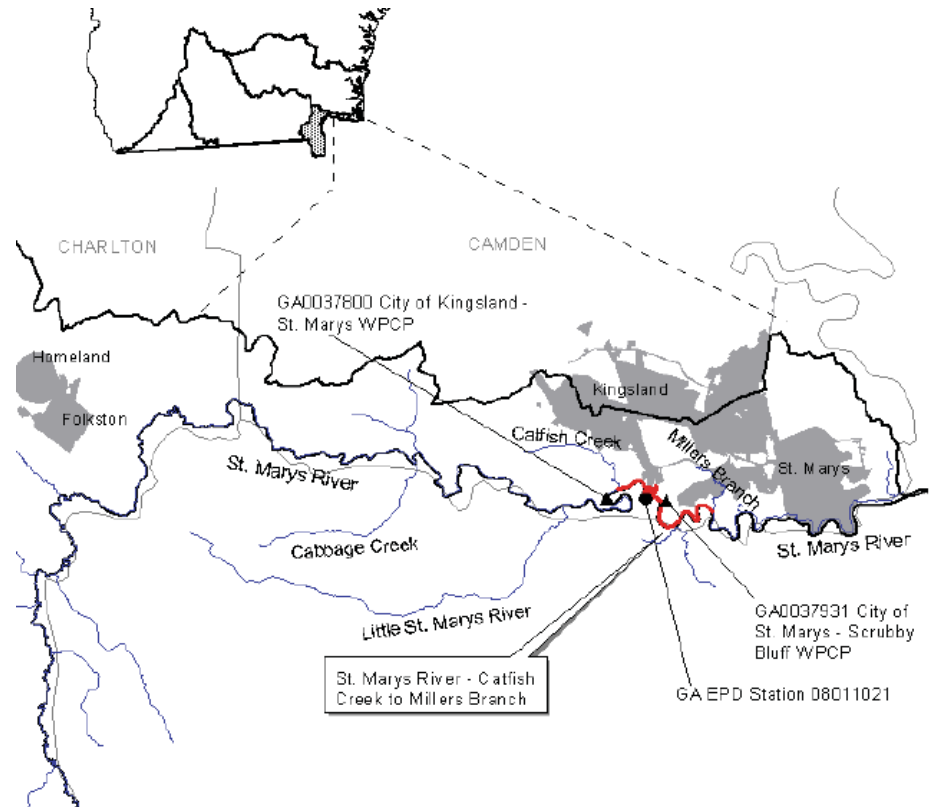 CHARLTON
CAMDEN
GA0037800 City of Kingsland -
St. Marys WPCP
Homeland
Folkston
Kingsland
Catfish Creek
Millers Branch
St. Marys
St. Marys River
Cabbage Creek
St. Marys River
Little St. Marys River
GA0037931 City of
St. Marys - Scrubby
Bluff WPCP
St. Marys River - Catfish
Creek to Millers Branch
GA EPD Station 08011021